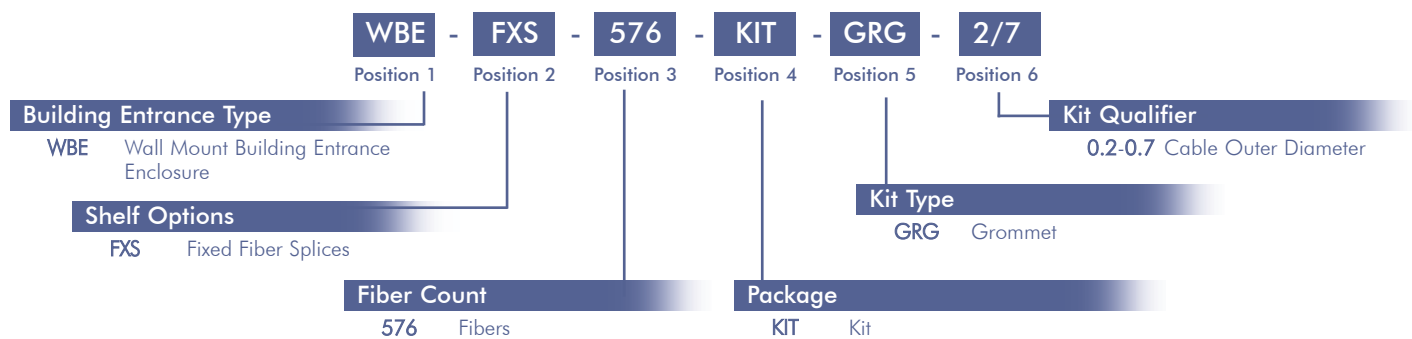 WBE - FXS - 576 - KIT - GRG - 2/7
Position 1 Position 2 Position 3 Position 4 Position 5 Position 6
Building Entrance Type
WBE Wall Mount Building Entrance
Enclosure
Kit Qualifier
0.2-0.7 Cable Outer Diameter
Shelf Options
FXS Fixed Fiber Splices
Kit Type
GRG Grommet
Fiber Count
576 Fibers
Package
KIT Kit